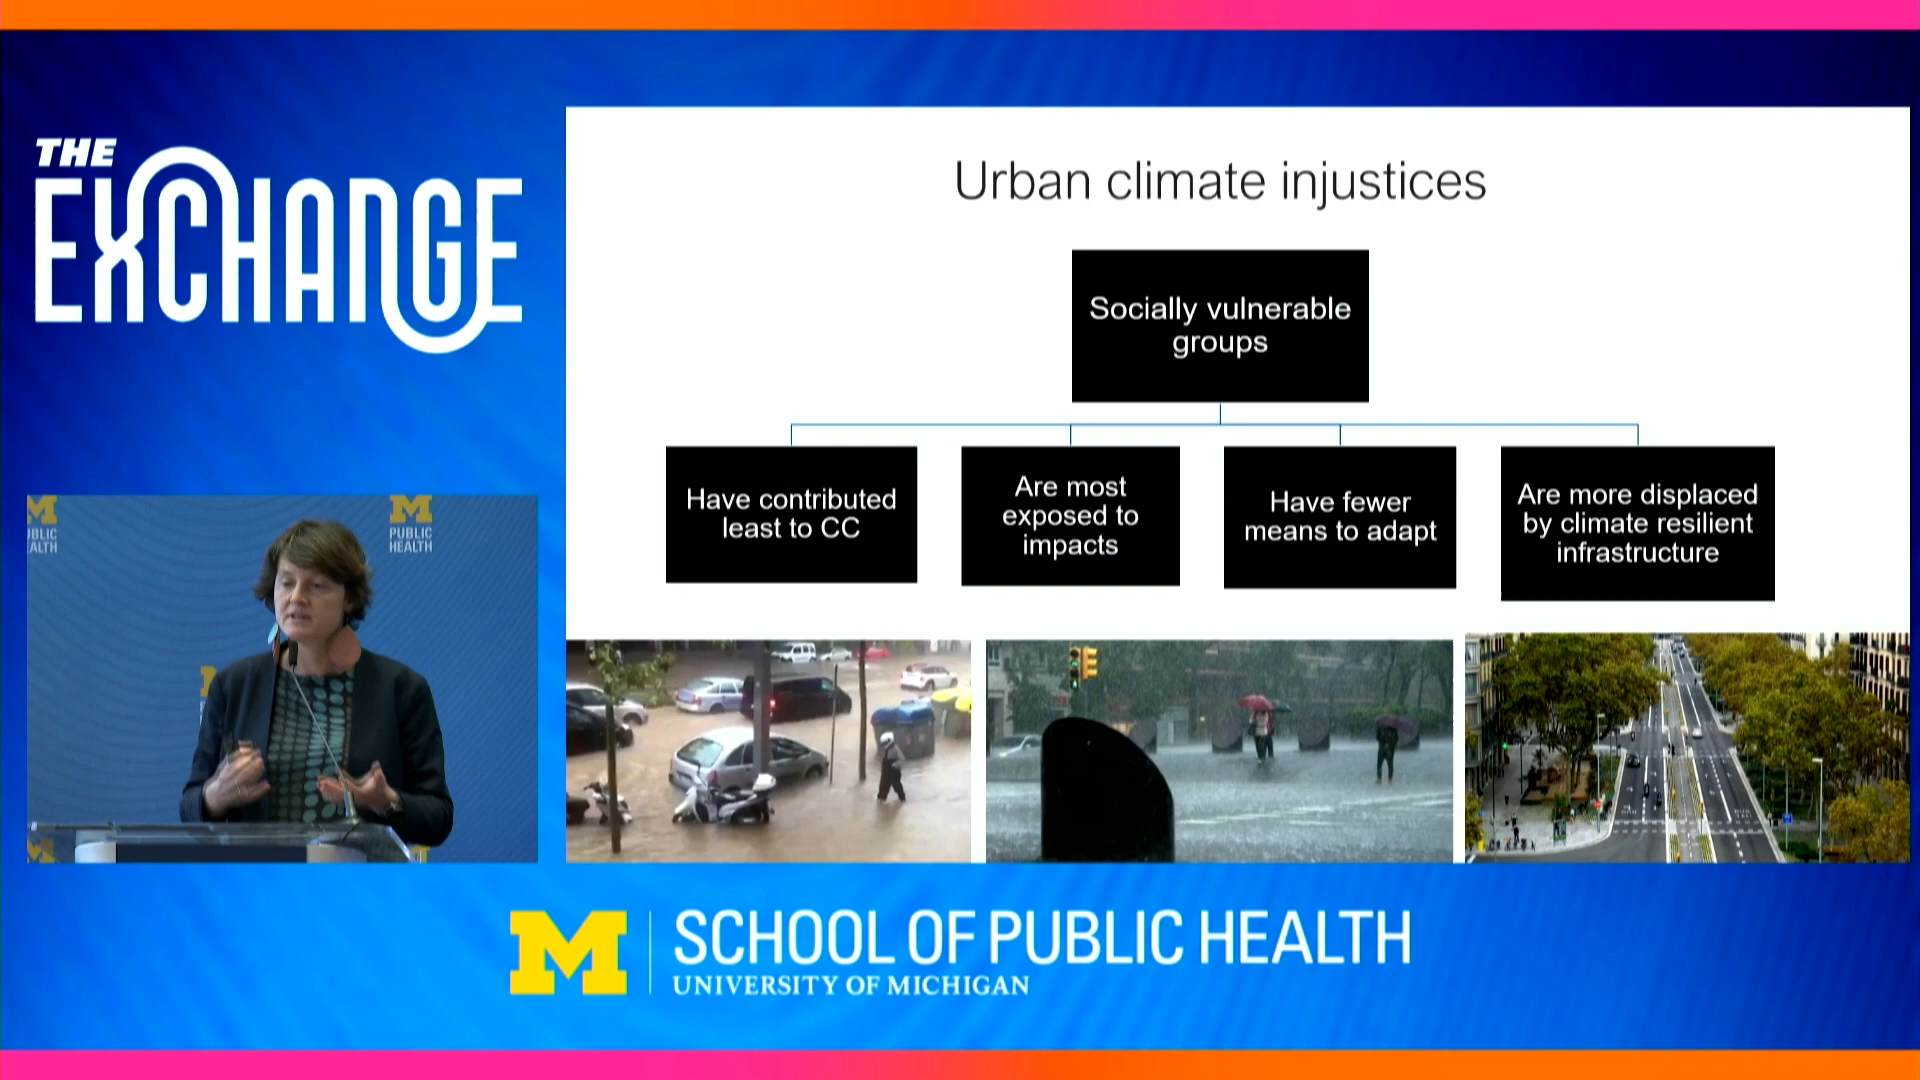 THE
EXCHANGE
Urban climate injustices
Socially vulnerable
groups
Have contributed
least to CC
Are most
exposed to
impacts
Have fewer
means to adapt
Are more displaced
by climate resilient
infrastructure
M
BLIC
ALTH
M
PUBLIC
HEALTH
M
SCHOOL OF PUBLIC HEALTH
UNIVERSITY OF MICHIGAN